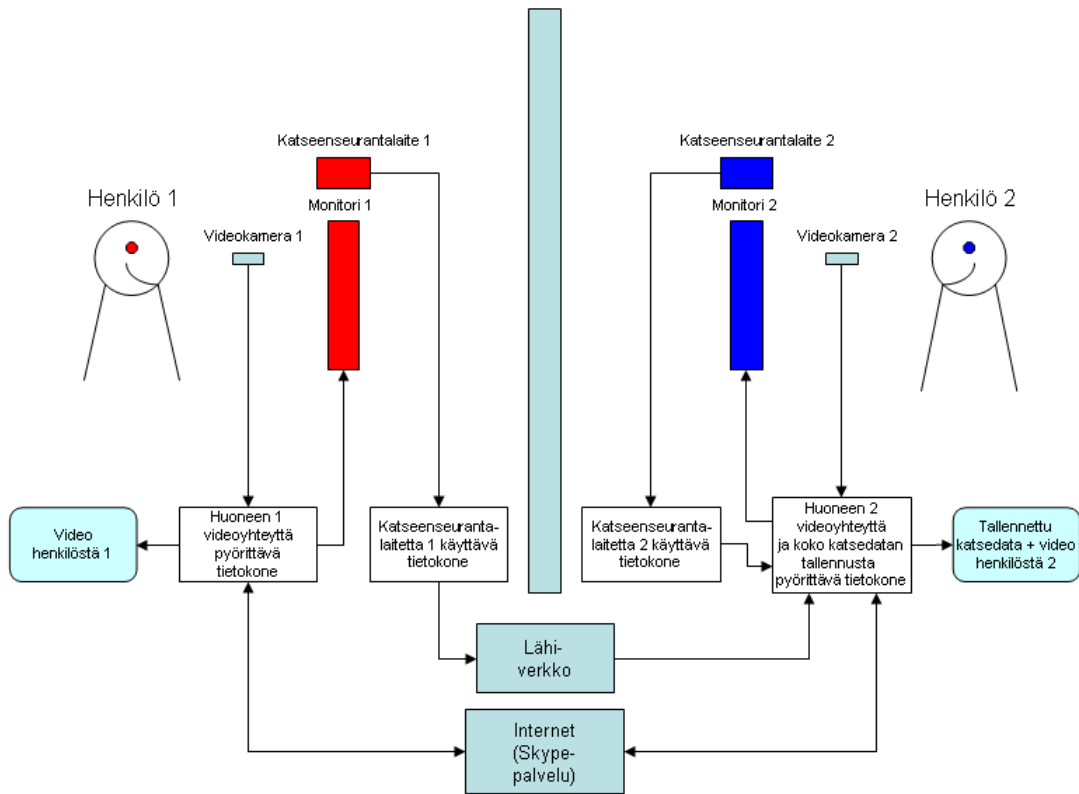 Katseenseurantalaite 1
Katseenseurantalaite 2
Henkilö 1
Monitori 1
Monitori 2
Henkilö 2
Videokamera 1
Videokamera 2
Video
henkilöstä 1
Huoneen 1
videoyhteyttä
pyörittävä
tietokone
Katseenseuranta-
laitetta 1 käyttävä
tietokone
Katseenseuranta-
laitetta 2 käyttävä
tietokone
Huoneen 2
videoyhteyttä
ja koko katsedatan
tallennusta
pyörittävä tietokone
Tallennettu
katsedata + video
henkilöstä 2
Lähi-
verkko
Internet
(Skype-
palvelu)